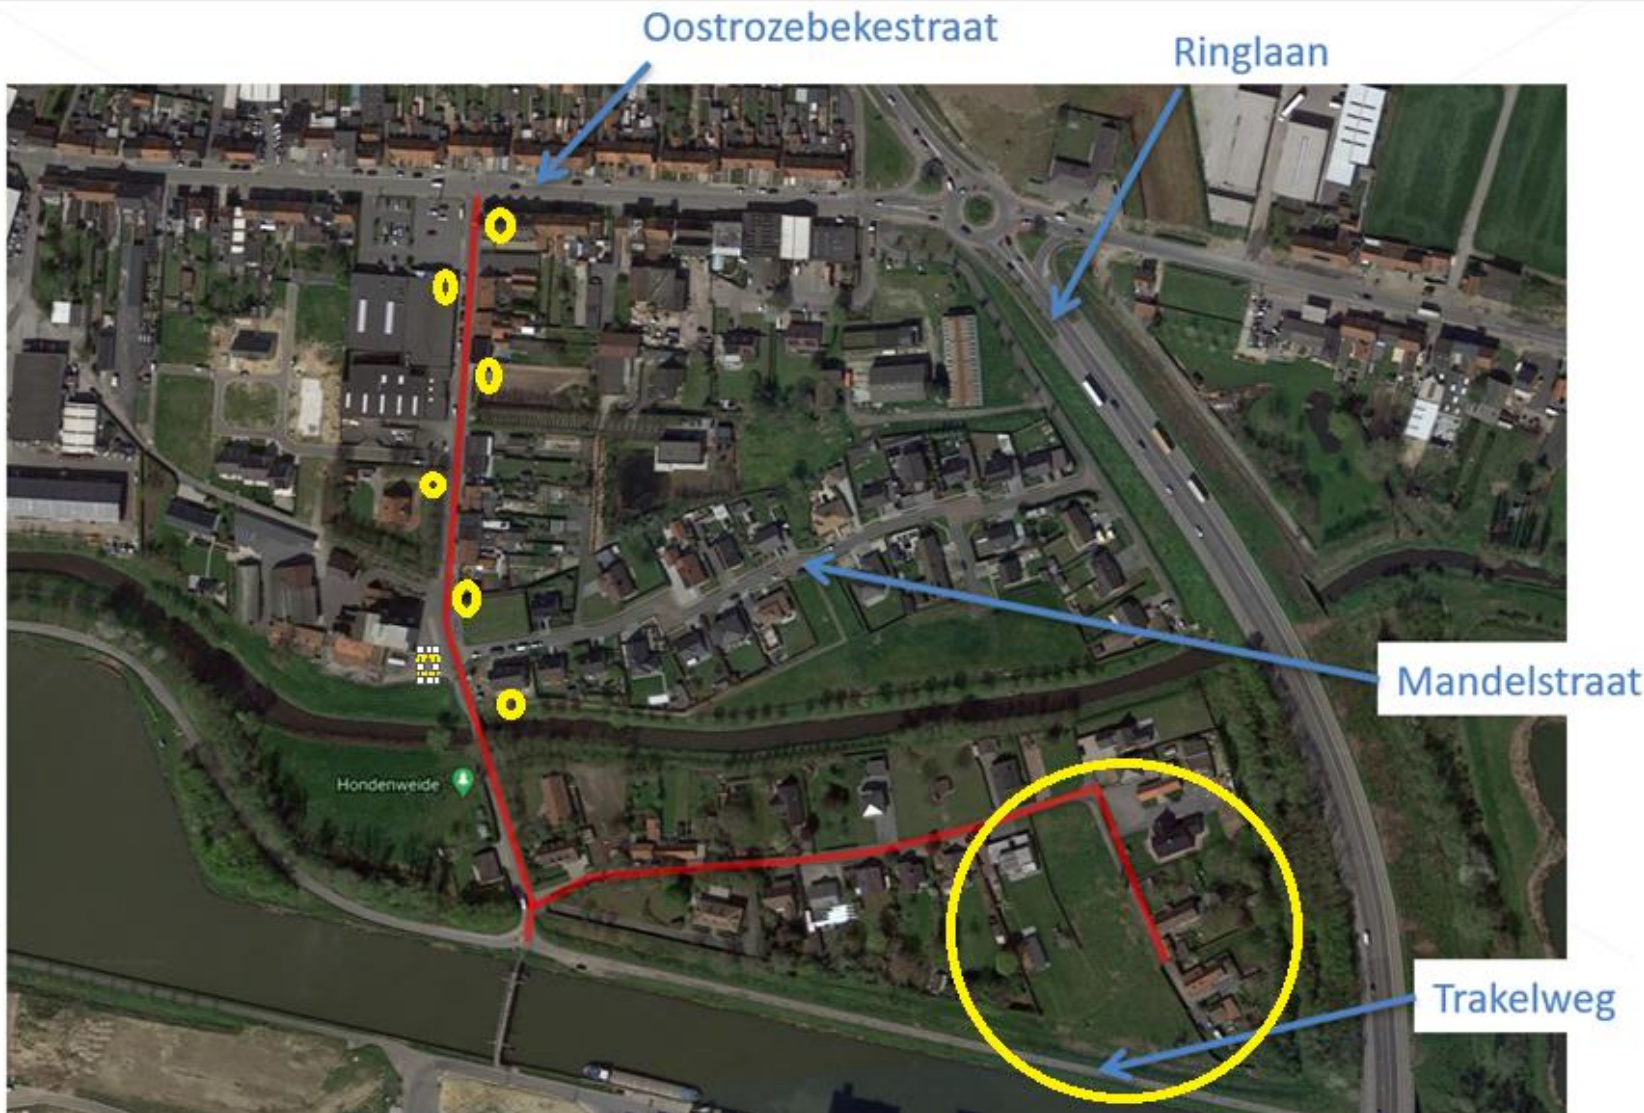 Oostrozebekestraat
Ringlaan
Mandelstraat
Hondenweide
Trakelweg